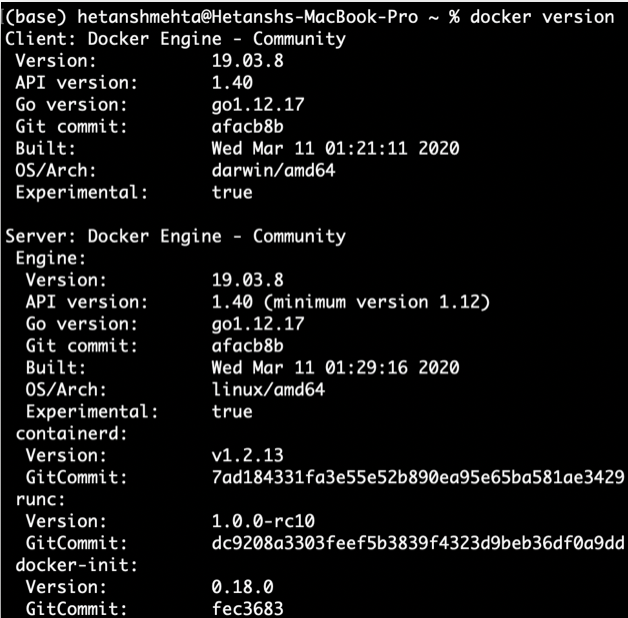 (base) hetanshmehta@Hetanshs-MacBook-Pro ~ % docker version
Client: Docker Engine - Community
 Version:           19.03.8
 API version:       1.40
 Go version:        go1.12.17
 Git commit:        afacb8b
 Built:             Wed Mar 11 01:21:11 2020
 OS/Arch:           darwin/amd64
 Experimental:      true

Server: Docker Engine - Community
 Engine:
  Version:          19.03.8
  API version:      1.40 (minimum version 1.12)
  Go version:       go1.12.17
  Git commit:       afacb8b
  Built:            Wed Mar 11 01:29:16 2020
  OS/Arch:          linux/amd64
  Experimental:     true
 containerd:
  Version:          v1.2.13
  GitCommit:        7ad184331fa3e55e52b890ea95e65ba581ae3429
 runc:
  Version:          1.0.0-rc10
  GitCommit:        dc9208a3303feef5b3839f4323d9beb36df0a9dd
 docker-init:
  Version:          0.18.0
  GitCommit:        fec3683